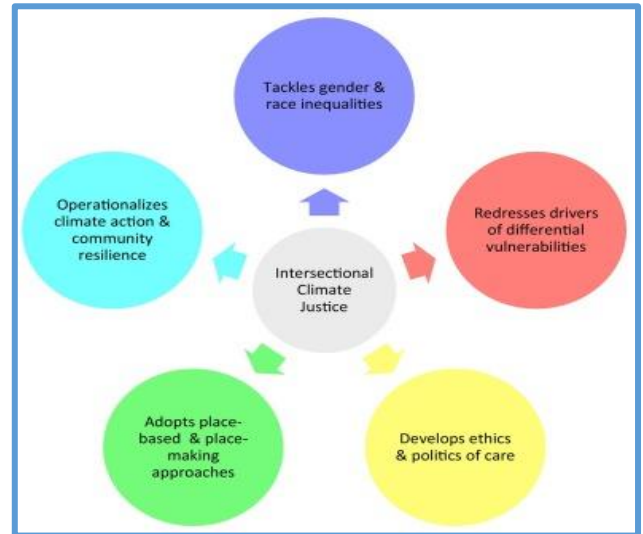 Tackles gender &
race inequalities
Operationalizes
climate action &
community
resilience
Redresses drivers
of differential
vulnerabilities
Intersectional
Climate
Justice
Adopts place-
based & place-
making
approaches
Develops ethics
& politics of care